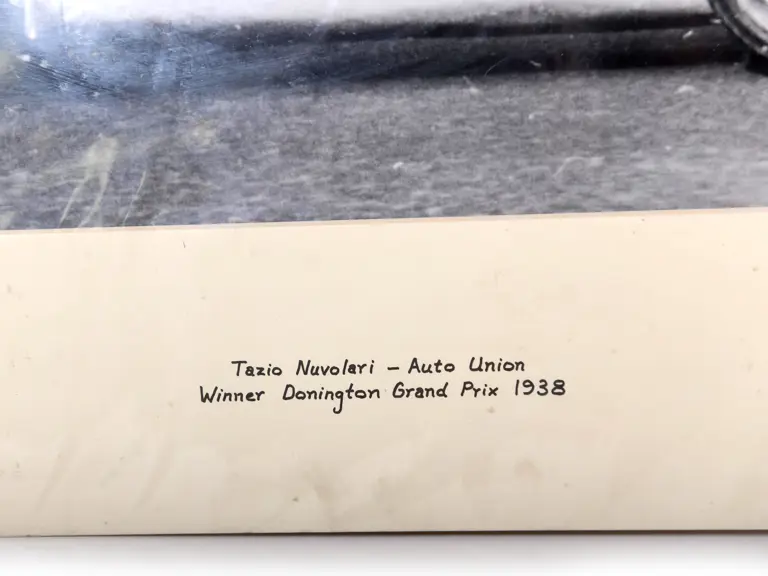 Tazio Nuvolari – Auto Union
Winner Donington Grand Prix 1938